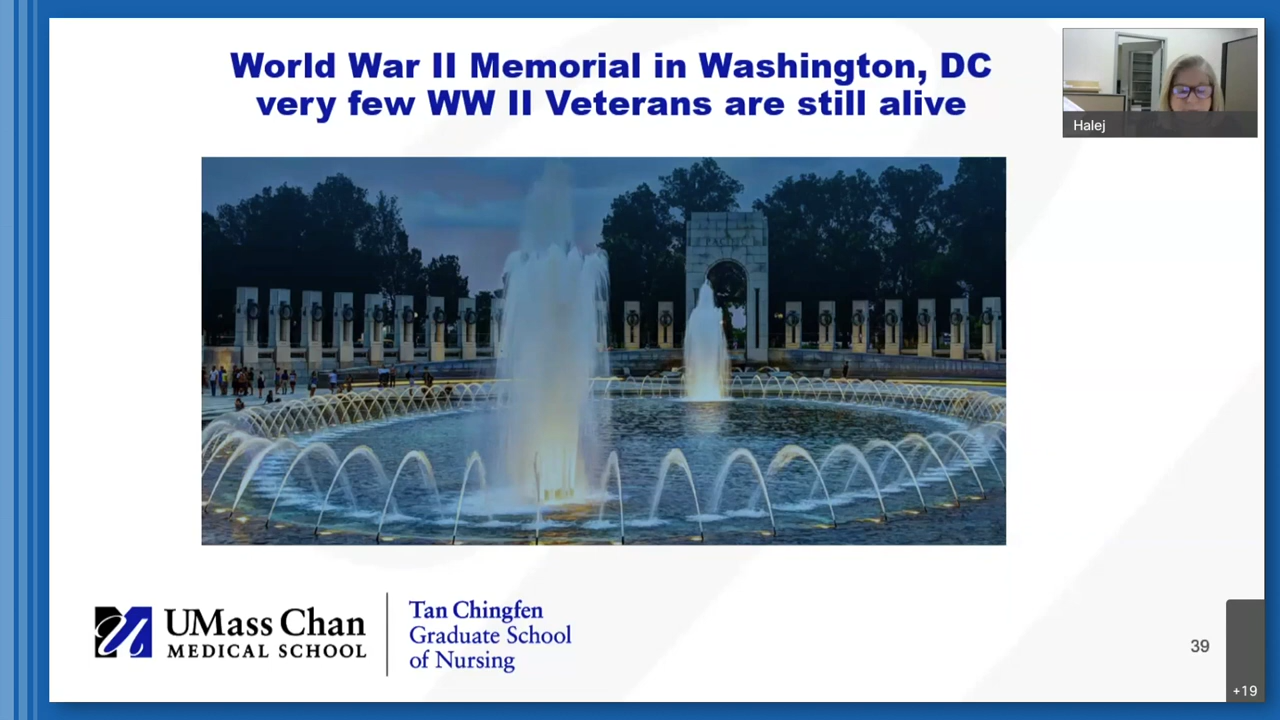 World War II Memorial in Washington, DC
very few WW II Veterans are still alive
Halej
PACIFIC
UMass Chan
MEDICAL SCHOOL
Tan Chingfen
Graduate School
of Nursing
39
+19